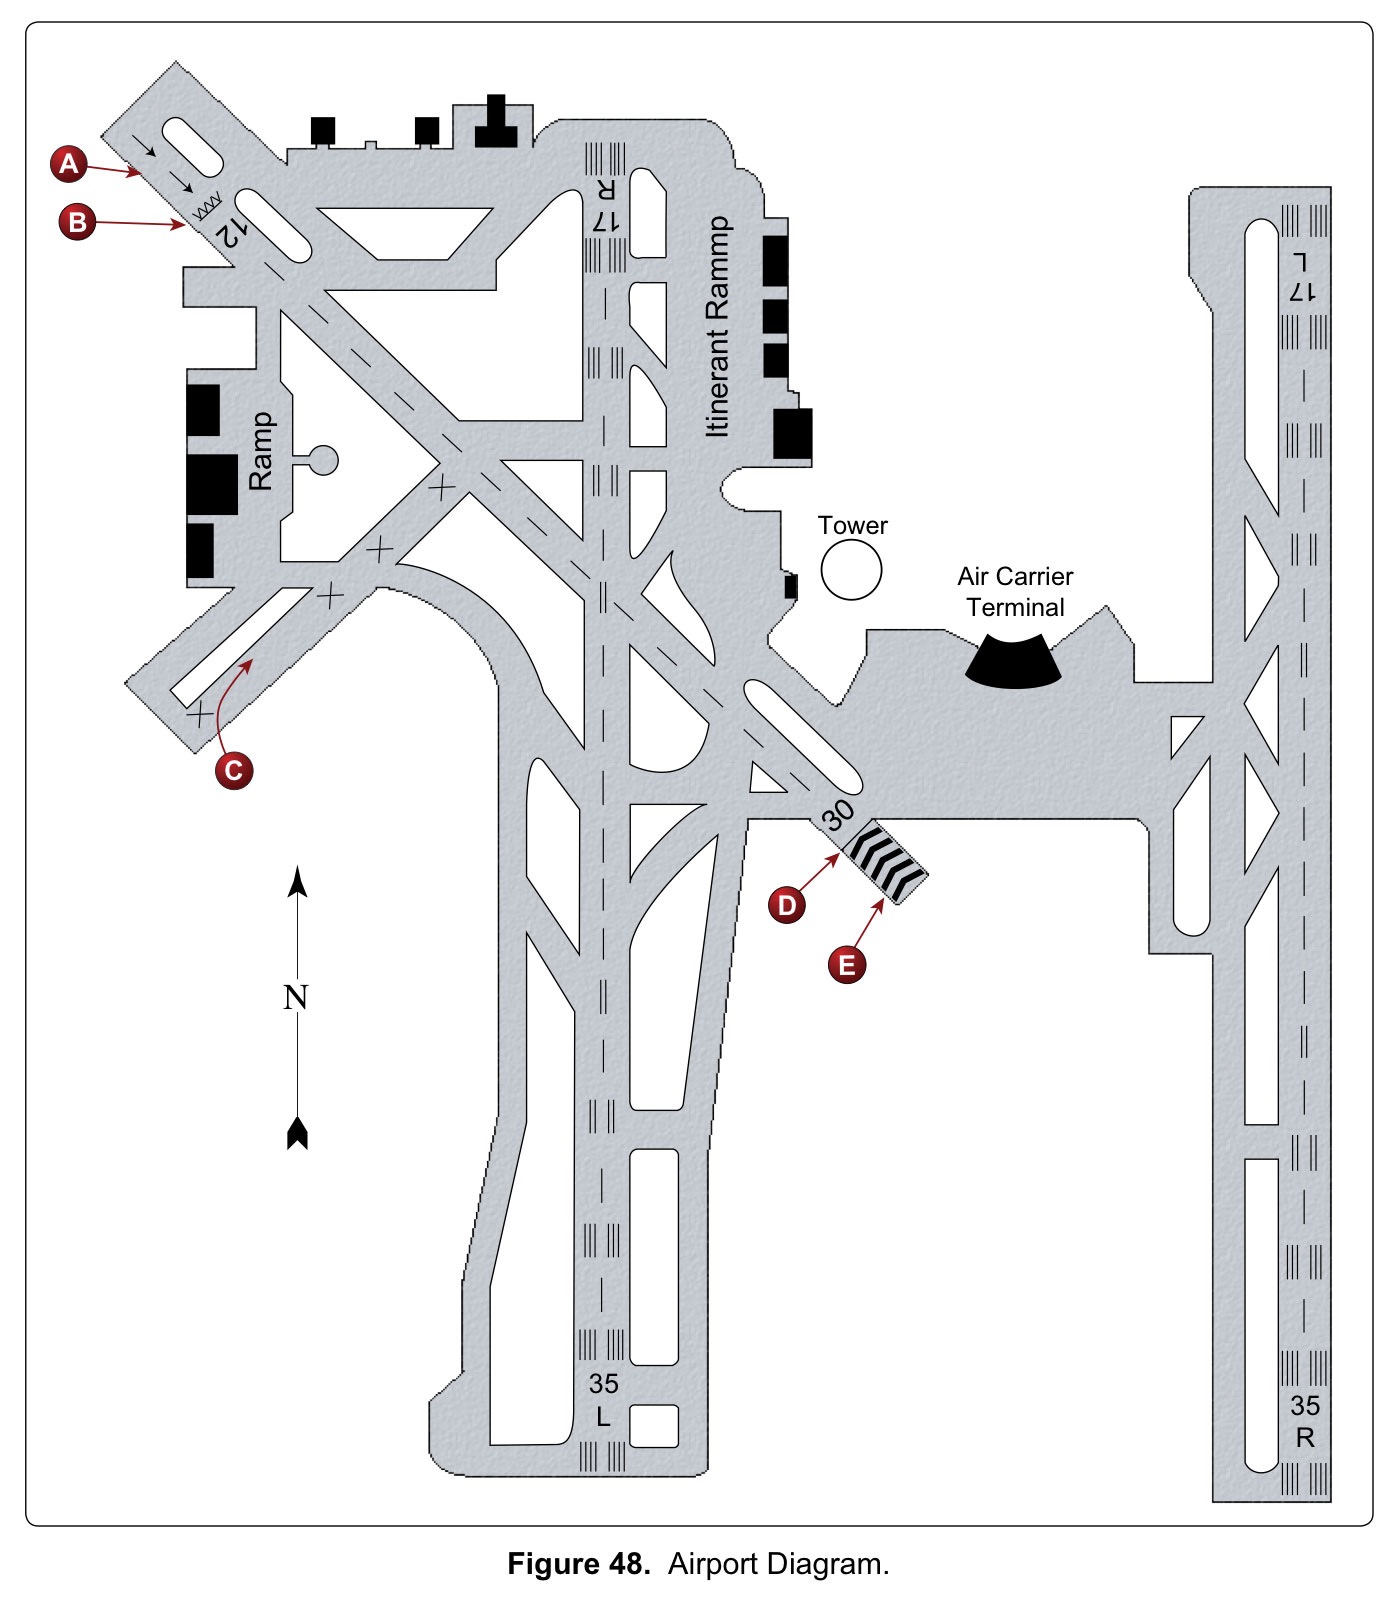 A
B
12
R
17
Itinerant Rammp
L
17
Ramp
Tower
Air Carrier
Terminal
C
30
D
E
N
35
L
35
R
Figure 48. Airport Diagram.